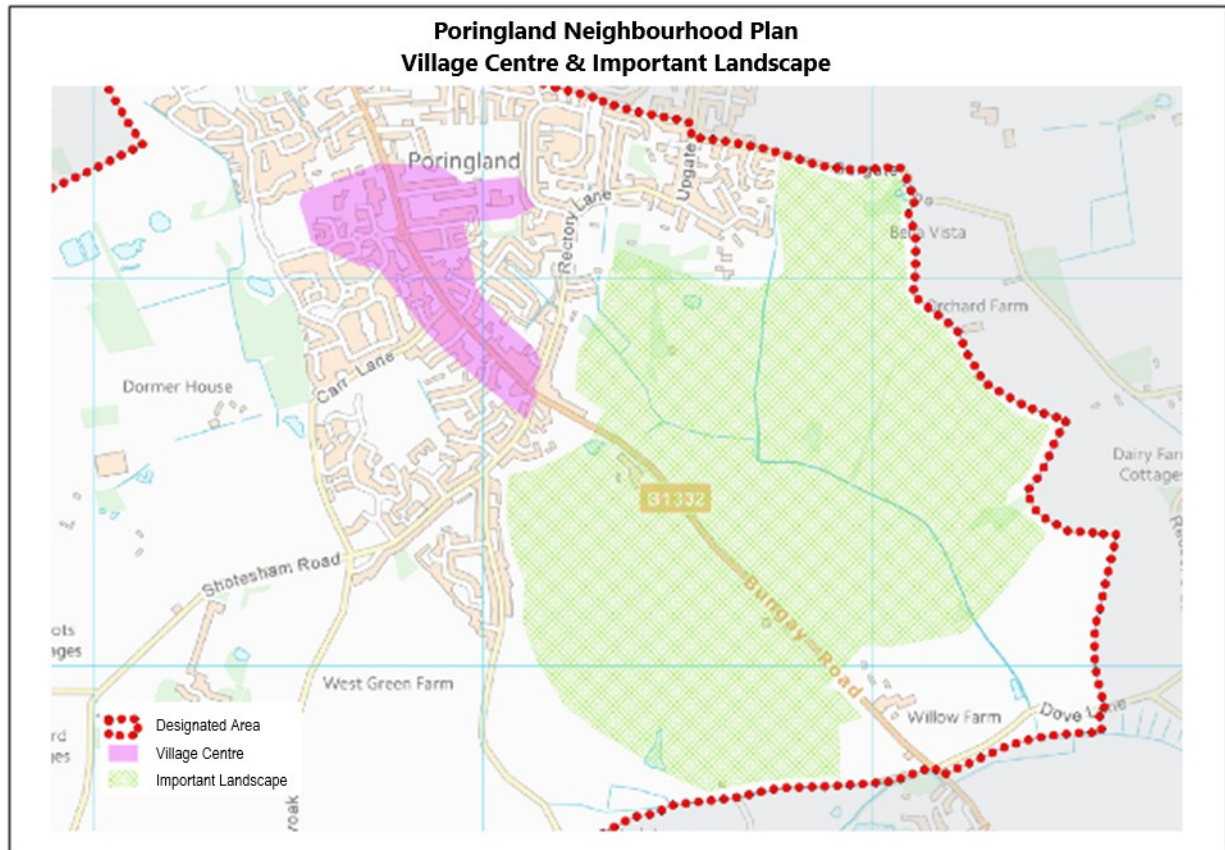 Poringland Neighbourhood Plan
Village Centre & Important Landscape
Poringland
Upgate
Rectory Lane
Bella Vista
Orchard Farm
Dormer House
Carr Lane
Dairy Farm
Cottages
B1332
Shotesham Road
Bungay Road
West Green Farm
Willow Farm
Dove Lane
Designated Area
Village Centre
Important Landscape